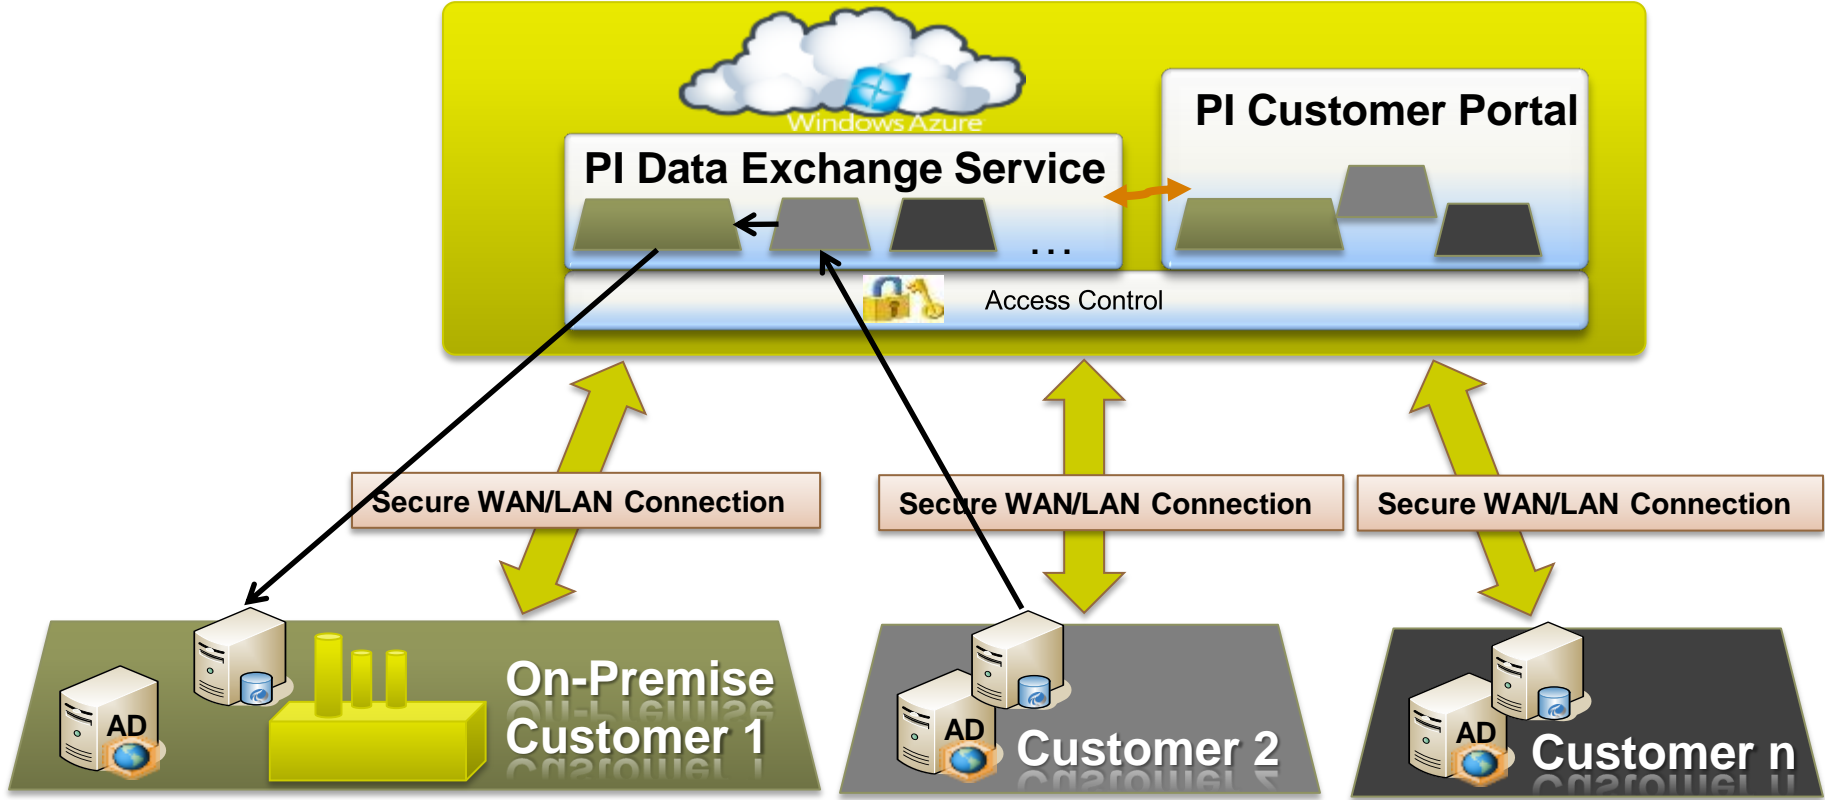 Windows Azure
PI Customer Portal
PI Data Exchange Service
...
Access Control
Secure WAN/LAN Connection
Secure WAN/LAN Connection
Secure WAN/LAN Connection
On-Premise
Customer 1
AD
Customer 2
AD
Customer n
AD